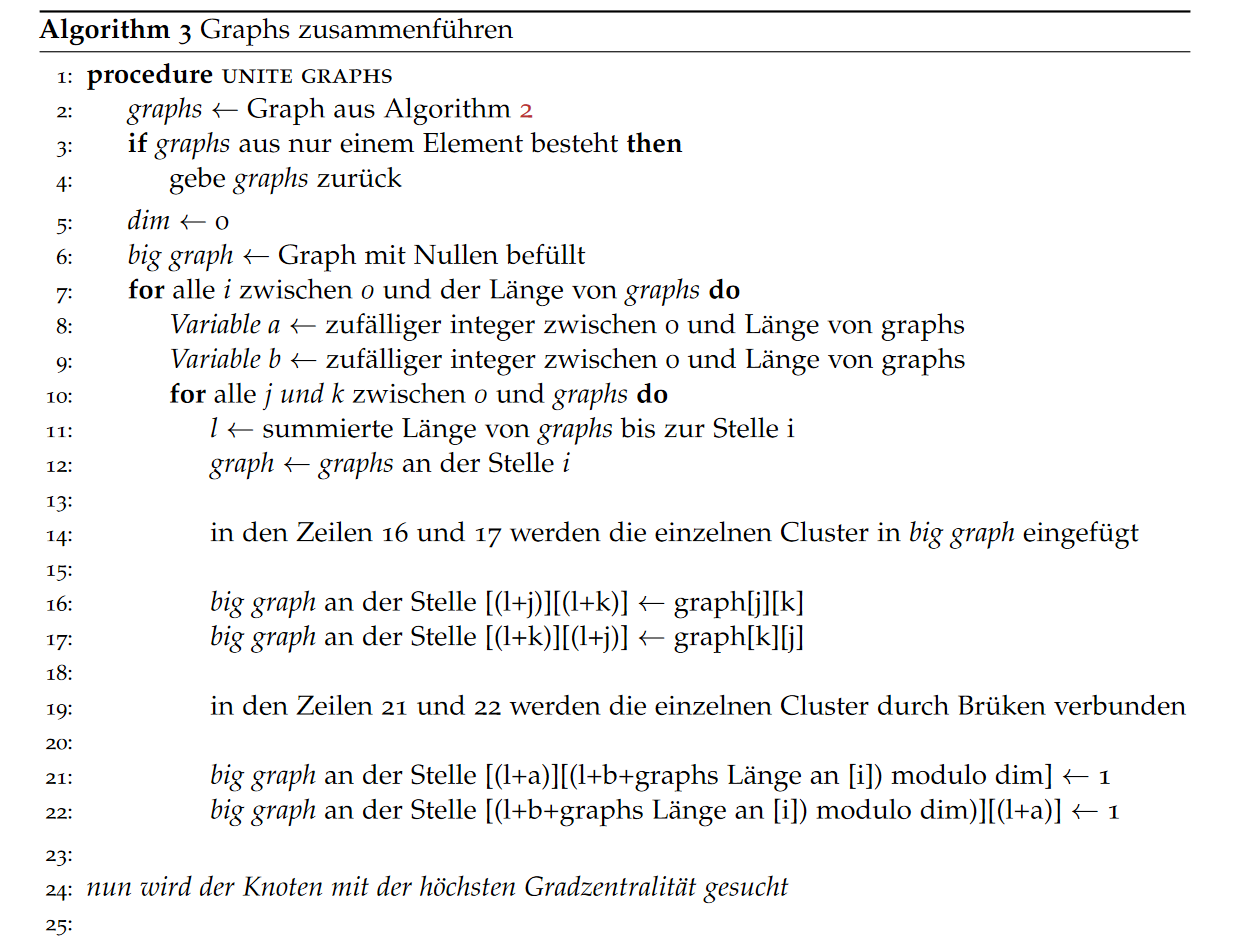 Algorithm 3 Graphs zusammenführen
1: procedure UNITE GRAPHS
2: graphs ← Graph aus Algorithm 2
3: if graphs aus nur einem Element besteht then
4: gebe graphs zurück
5: dim ← 0
6: big graph ← Graph mit Nullen befüllt
7: for alle i zwischen 0 und der Länge von graphs do
8: Variable a ← zufälliger integer zwischen 0 und Länge von graphs
9: Variable b ← zufälliger integer zwischen 0 und Länge von graphs
10: for alle j und k zwischen 0 und graphs do
11: l ← summierte Länge von graphs bis zur Stelle i
12: graph ← graphs an der Stelle i
13:
14: in den Zeilen 16 und 17 werden die einzelnen Cluster in big graph eingefügt
15:
16: big graph an der Stelle [(l+j)][(l+k)] ← graph[j][k]
17: big graph an der Stelle [(l+k)][(l+j)] ← graph[k][j]
18:
19: in den Zeilen 21 und 22 werden die einzelnen Cluster durch Brüken verbunden
20:
21: big graph an der Stelle [(l+a)][(l+b+graphs Länge an [i]) modulo dim] ← 1
22: big graph an der Stelle [(l+b+graphs Länge an [i]) modulo dim)][(l+a)] ← 1
23:
24: nun wird der Knoten mit der höchsten Gradzentralität gesucht
25: